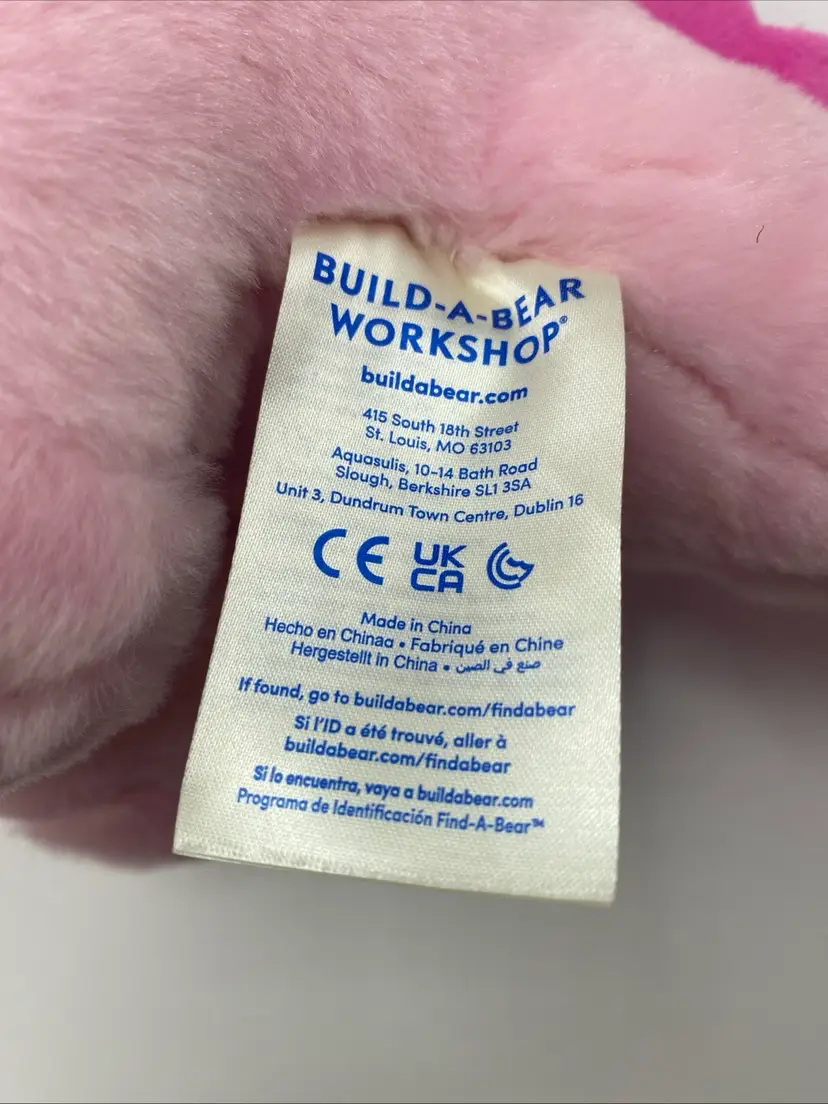 BUILD-A-BEAR
WORKSHOP®
buildabear.com
415 South 18th Street
St. Louis, MO 63103
Aquasulis, 10-14 Bath Road
Slough, Berkshire SL1 3SA
Unit 3, Dundrum Town Centre, Dublin 16
CE UK
CA
Made in China
Hecho en Chinaa • Fabriqué en Chine
Hergestellt in China • صنع في الصين
If found, go to buildabear.com/findabear
Si l'ID a été trouvé, aller à
buildabear.com/findabear
Si lo encuentra, vaya a buildabear.com
Programa de Identificación Find-A-Bear™